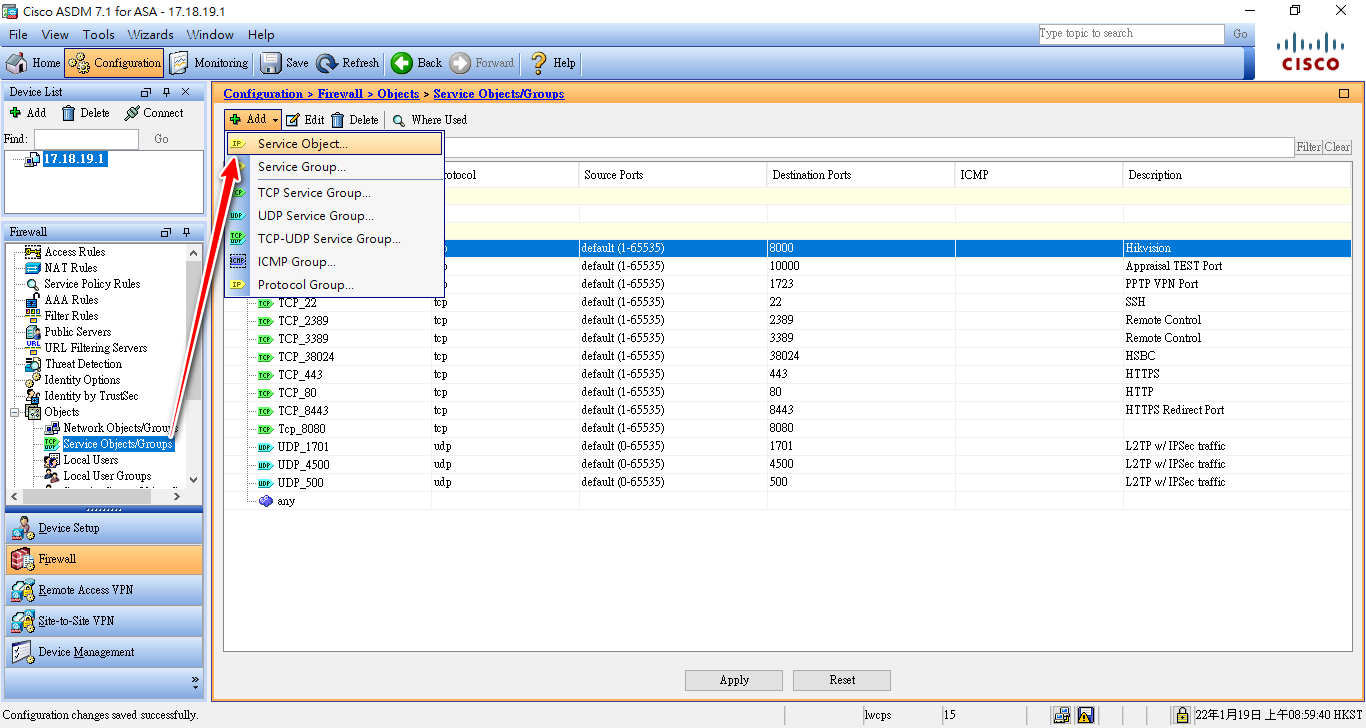 Cisco ASDM 7.1 for ASA - 17.18.19.1
File View Tools Wizards Window Help
Type topic to search Go
CISCO
Home Configuration Monitoring Save Refresh Back Forward Help
Device List
Add Delete Connect
Find: Go
17.18.19.1
Firewall
Access Rules
NAT Rules
Service Policy Rules
AAA Rules
Filter Rules
Public Servers
URL Filtering Servers
Threat Detection
Identity Options
Identity by TrustSec
Objects
Network Objects/Groups
Service Objects/Groups
Local Users
Local User Groups
Device Setup
Firewall
Remote Access VPN
Site-to-Site VPN
Device Management
Configuration > Firewall > Objects > Service Objects/Groups
Add Edit Delete Where Used
Filter Clear
Service Object...
Service Group...
TCP Service Group...
UDP Service Group...
TCP-UDP Service Group...
ICMP Group...
Protocol Group...
otocol Source Ports Destination Ports ICMP Description
default (1-65535) 8000 Hikvision
default (1-65535) 10000 Appraisal TEST Port
default (1-65535) 1723 PPTP VPN Port
TCP TCP_22 tcp default (1-65535) 22 SSH
TCP TCP_2389 tcp default (1-65535) 2389 Remote Control
TCP TCP_3389 tcp default (1-65535) 3389 Remote Control
TCP TCP_38024 tcp default (1-65535) 38024 HSBC
TCP TCP_443 tcp default (1-65535) 443 HTTPS
TCP TCP_80 tcp default (1-65535) 80 HTTP
TCP TCP_8443 tcp default (1-65535) 8443 HTTPS Redirect Port
TCP Tcp_8080 tcp default (1-65535) 8080
UDP UDP_1701 udp default (0-65535) 1701 L2TP w/ IPSec traffic
UDP UDP_4500 udp default (0-65535) 4500 L2TP w/ IPSec traffic
UDP UDP_500 udp default (0-65535) 500 L2TP w/ IPSec traffic
any
Apply Reset
Configuration changes saved successfully. lwcps 15 22年1月19日 上午08:59:40 HKST